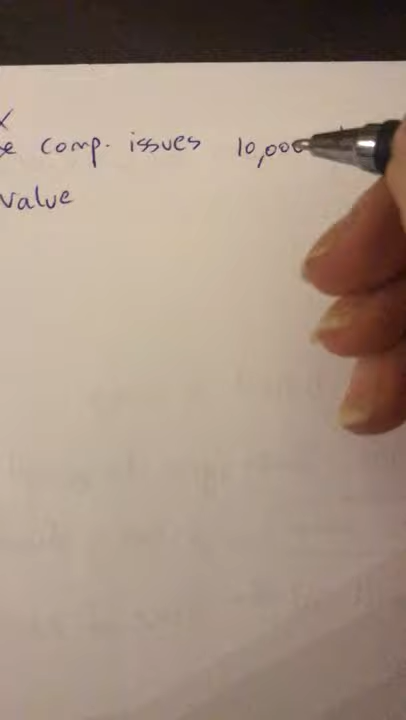 comp. issues 10,000
value